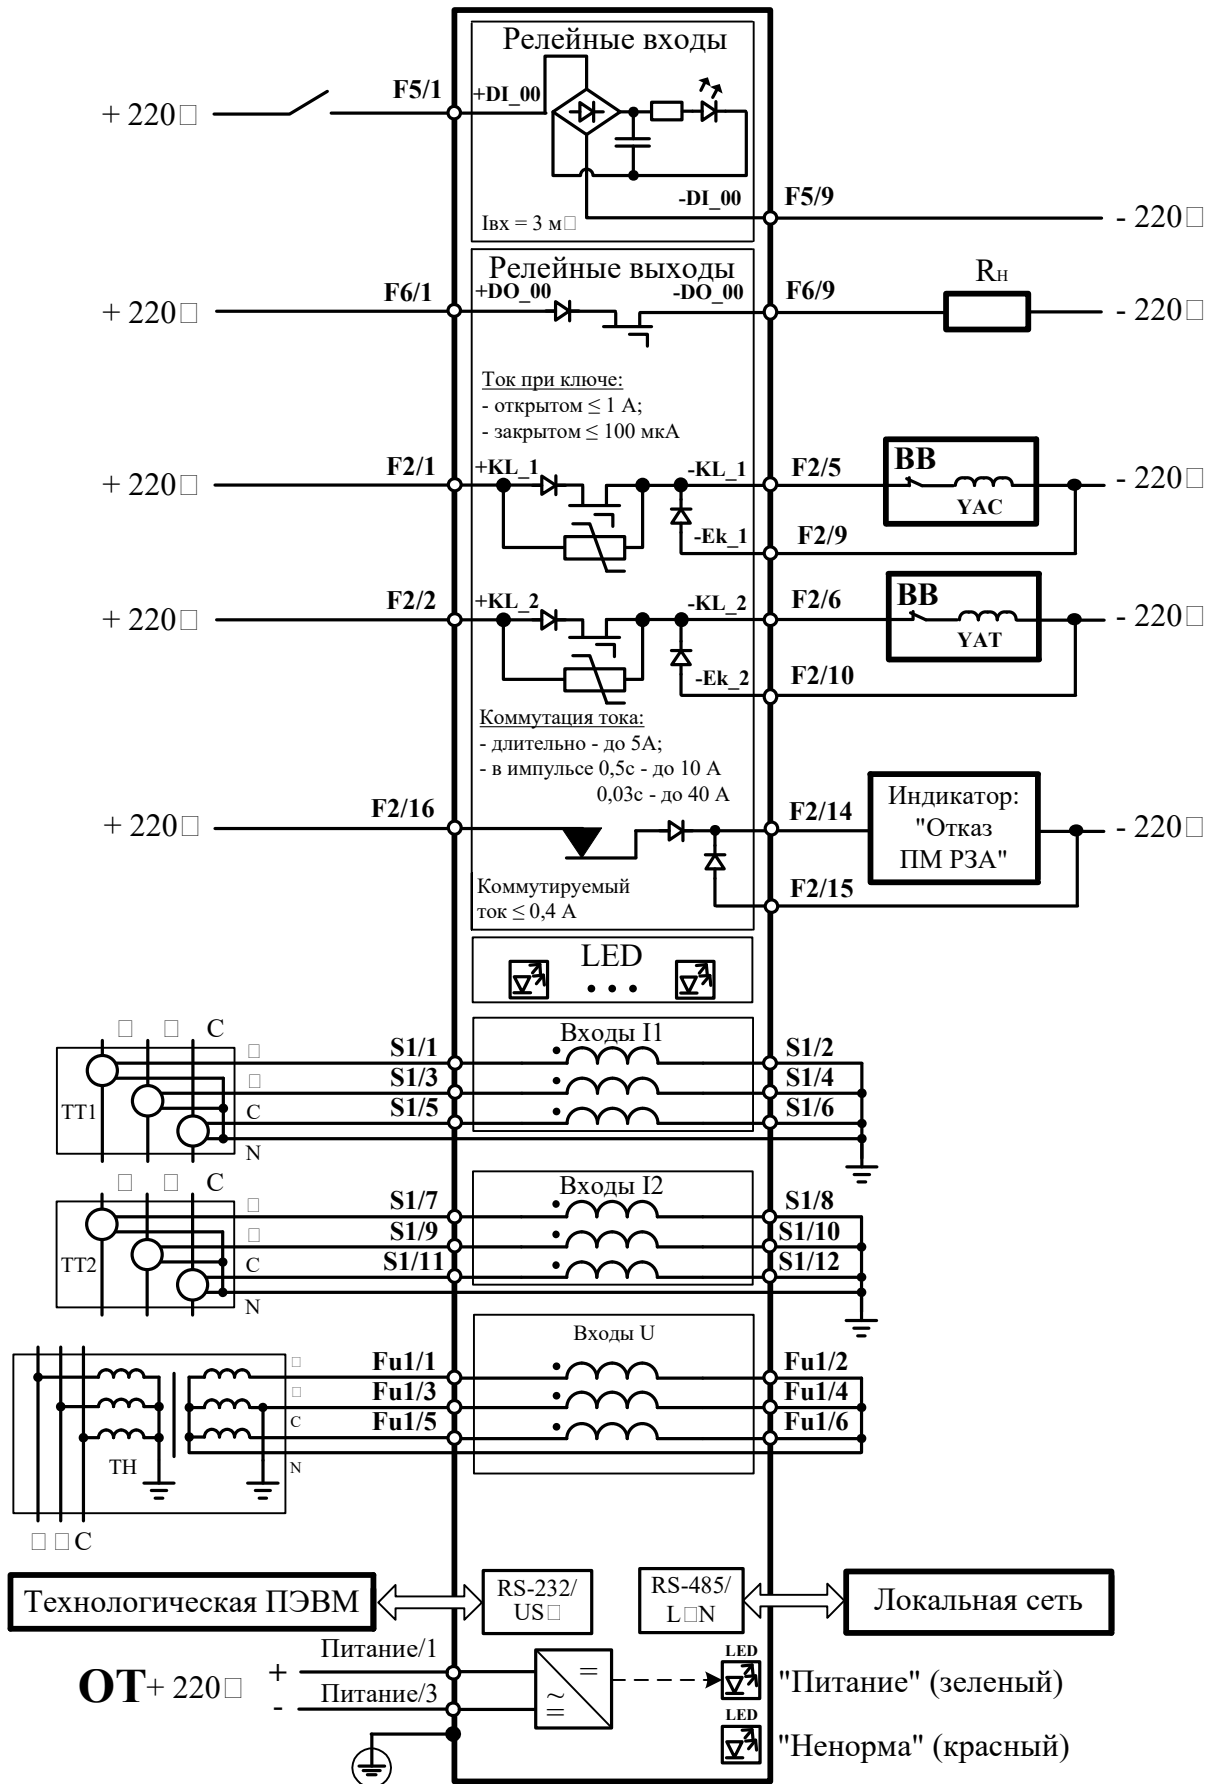 Релейные входы
+ 220□
F5/1
+DI_00
-DI_00
F5/9
- 220□
Iвх = 3 м□
Релейные выходы
+ 220□
F6/1
+DO_00
-DO_00
F6/9
Rн
- 220□
Ток при ключе:
- открытом ≤ 1 А;
- закрытом ≤ 100 мкА
+ 220□
F2/1
+KL_1
-KL_1
F2/5
ВВ
YAC
- 220□
-Ek_1
F2/9
+ 220□
F2/2
+KL_2
-KL_2
F2/6
ВВ
YAT
- 220□
-Ek_2
F2/10
Коммутация тока:
- длительно - до 5А;
- в импульсе 0,5с - до 10 А
0,03с - до 40 А
+ 220□
F2/16
F2/14
Индикатор:
"Отказ
ПМ РЗА"
- 220□
F2/15
Коммутируемый
ток ≤ 0,4 А
LED
□ □ С
Входы I1
□
S1/1
S1/2
□
S1/3
S1/4
ТТ1
С
S1/5
S1/6
N
□ □ С
Входы I2
□
S1/7
S1/8
□
S1/9
S1/10
ТТ2
С
S1/11
S1/12
N
Входы U
□
Fu1/1
Fu1/2
□
Fu1/3
Fu1/4
С
Fu1/5
Fu1/6
ТН
N
□ □ С
Технологическая ПЭВМ
RS-232/
US□
RS-485/
L□N
Локальная сеть
ОТ + 220□
+
Питание/1
-
Питание/3
=
~
=
LED
"Питание" (зеленый)
LED
"Ненорма" (красный)